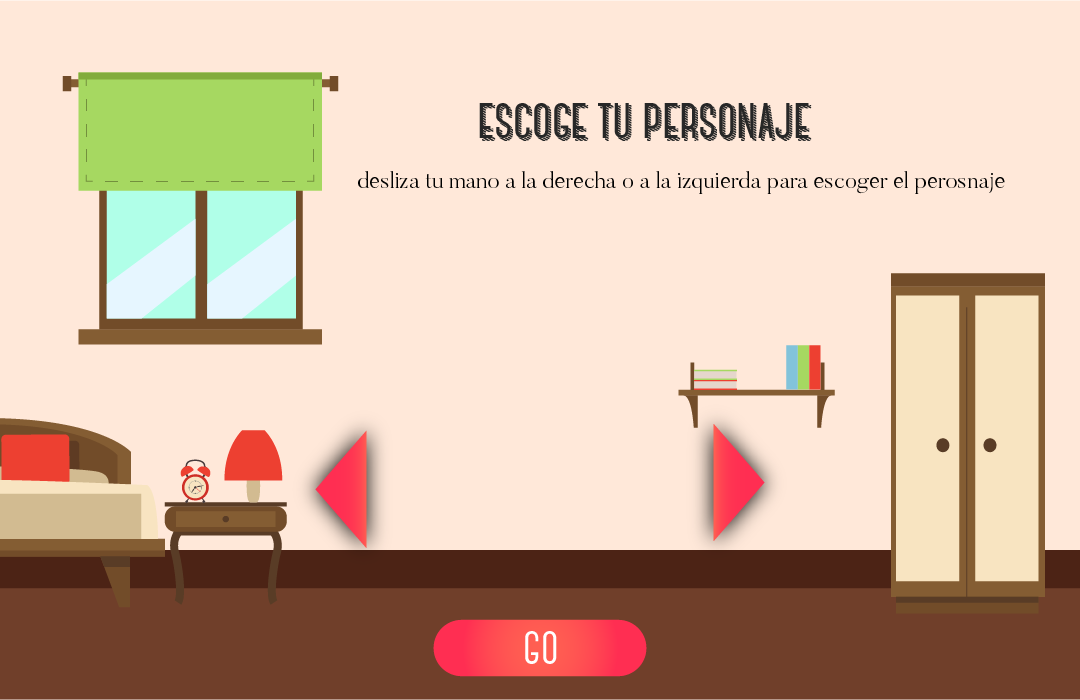 ESCOGE TU PERSONAJE
desliza tu mano a la derecha o a la izquierda para escoger el perosnaje
GO